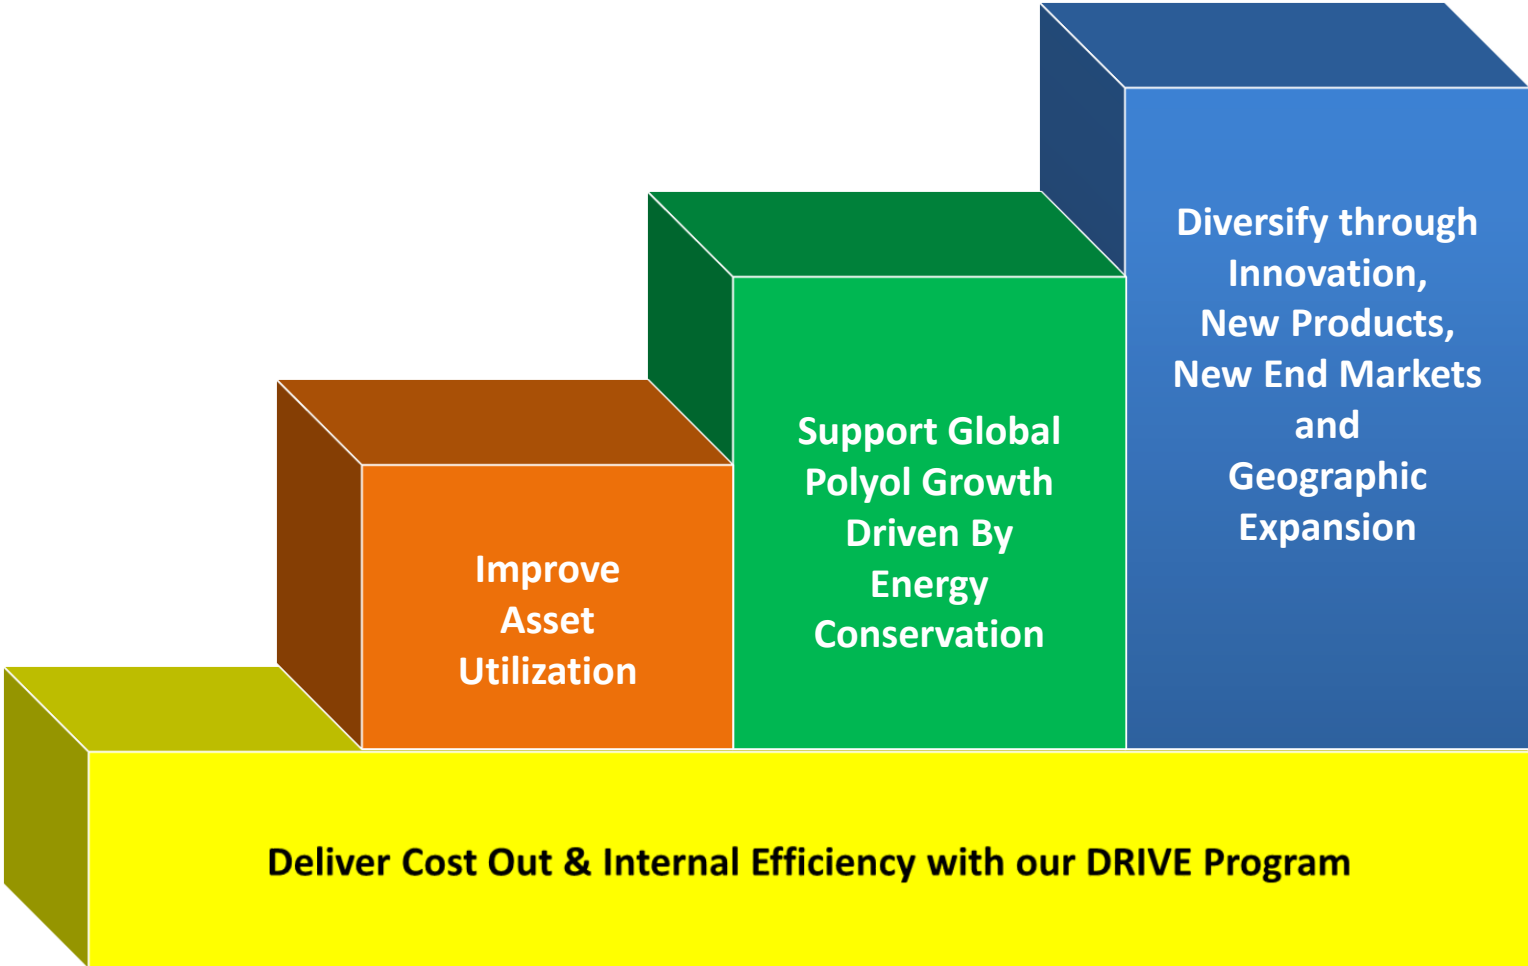 Diversify through
Innovation,
New Products,
New End Markets
and
Geographic
Expansion
Support Global
Polyol Growth
Driven By
Energy
Conservation
Improve
Asset
Utilization
Deliver Cost Out & Internal Efficiency with our DRIVE Program